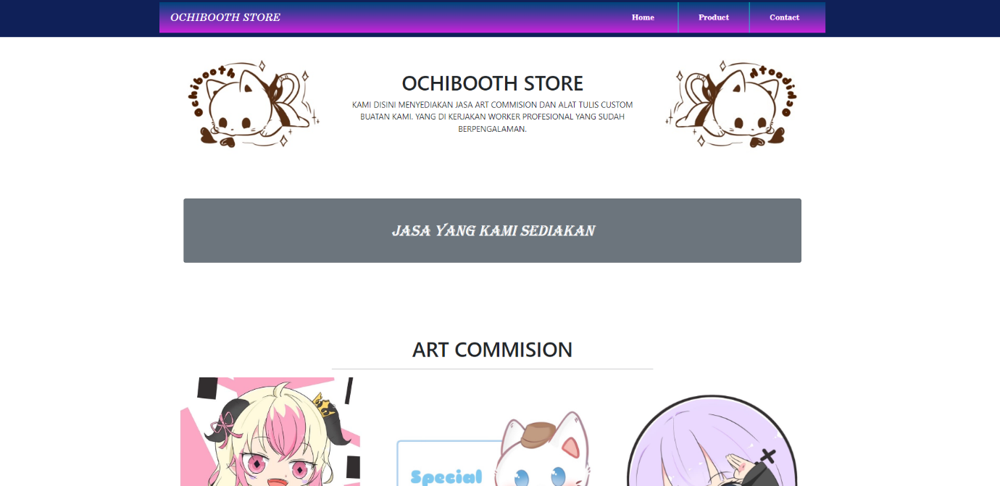 OCHIBOOTH STORE
Home
Product
Contact
Ochibooth
OCHIBOOTH STORE
KAMI DISINI MENYEDIAKAN JASA ART COMMISION DAN ALAT TULIS CUSTOM
BUATAN KAMI. YANG DI KERJAKAN WORKER PROFESIONAL YANG SUDAH
BERPENGALAMAN.
Ochibooth
JASA YANG KAMI SEDIAKAN
ART COMMISION
Special